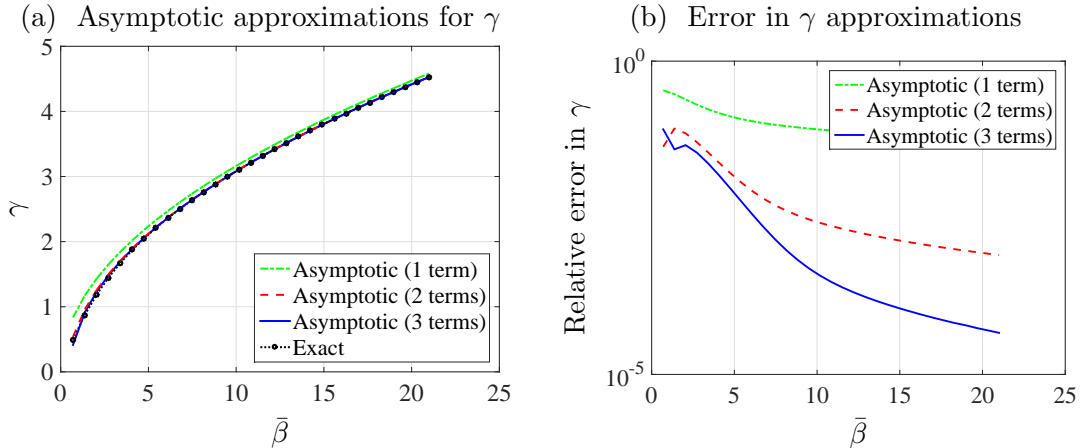 (a) Asymptotic approximations for γ
5
4
3
2
1
0
γ
Asymptotic (1 term)
Asymptotic (2 terms)
Asymptotic (3 terms)
Exact
0 5 10 15 20 25
β̄
(b) Error in γ approximations
10^0
10^-5
Relative error in γ
Asymptotic (1 term)
Asymptotic (2 terms)
Asymptotic (3 terms)
0 5 10 15 20 25
β̄